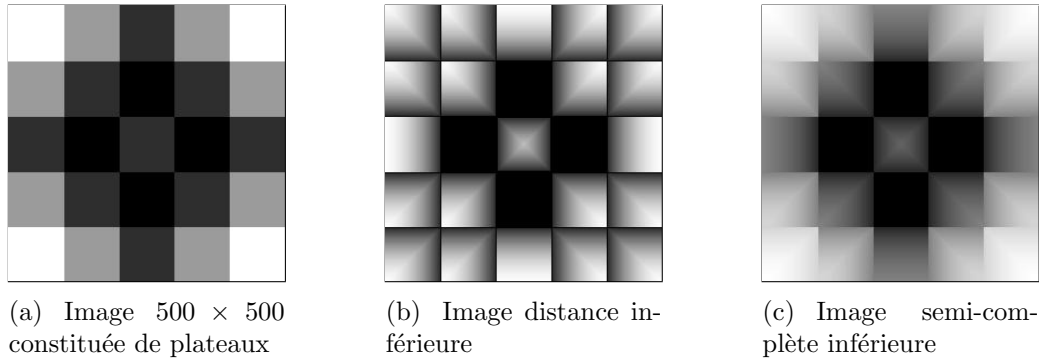 (a) Image 500 × 500
constituée de plateaux
(b) Image distance in-
férieure
(c) Image semi-com-
plète inférieure